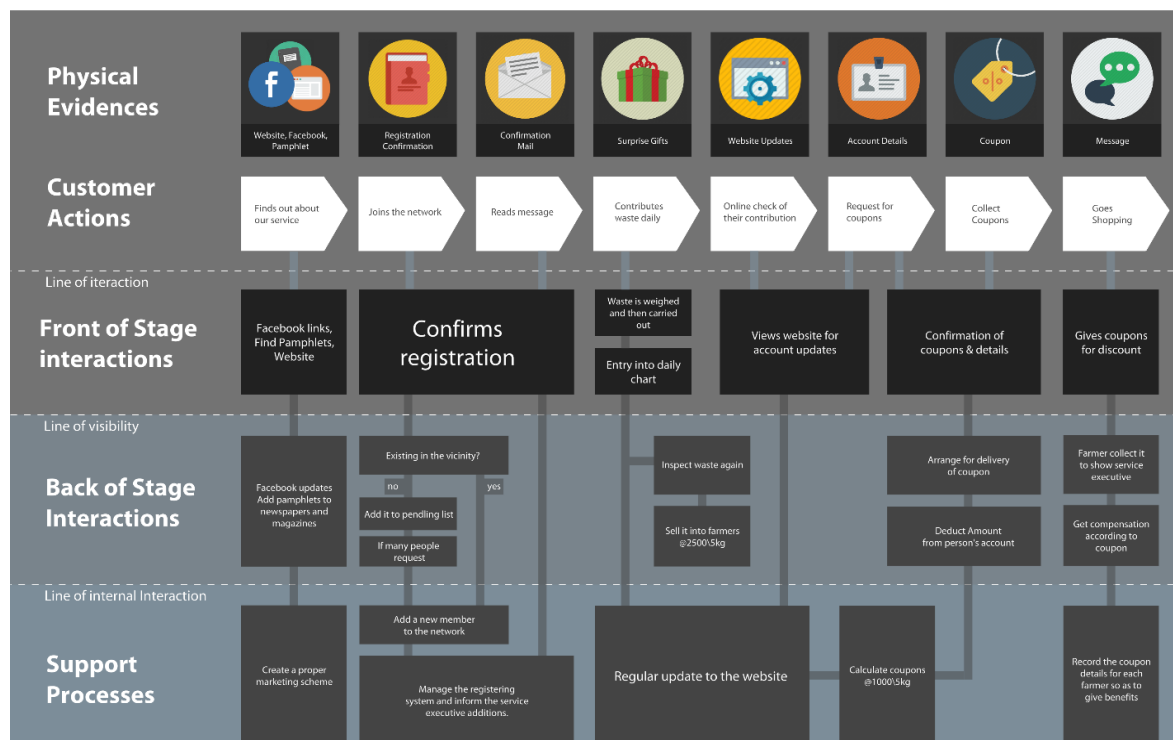 Physical
Evidences
f
Website, Facebook,
Pamphlet
Registration
Confirmation
Confirmation
Mail
Surprise Gifts
Website Updates
Account Details
Coupon
Message
Customer
Actions
Finds out about
our service
Joins the network
Reads message
Contributes
waste daily
Online check of
their contribution
Request for
coupons
Collect
Coupons
Goes
Shopping
Line of iteraction
Front of Stage
interactions
Facebook links,
Find Pamphlets,
Website
Confirms
registration
Waste is weighed
and then carried
out
Entry into daily
chart
Views website for
account updates
Confirmation of
coupons & details
Gives coupons
for discount
Line of visibility
Back of Stage
Interactions
Facebook updates
Add pamphlets to
newspapers and
magazines
Existing in the vicinity?
no
yes
Add it to pendling list
If many people
request
Inspect waste again
Sell it into farmers
@2500\5kg
Arrange for delivery
of coupon
Deduct Amount
from person's account
Farmer collect it
to show service
executive
Get compensation
according to
coupon
Line of internal Interaction
Support
Processes
Create a proper
marketing scheme
Add a new member
to the network
Manage the registering
system and inform the service
executive additions.
Regular update to the website
Calculate coupons
@1000\5kg
Record the coupon
details for each
farmer so as to
give benefits